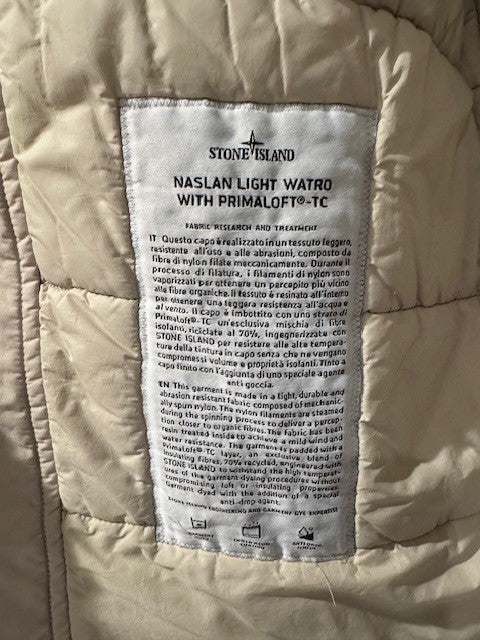 STONE ISLAND
NASLAN LIGHT WATRO
WITH PRIMALOFT®-TC
FABRIC RESEARCH AND TREATMENT
IT Questo capo è realizzato in un tessuto leggero,
resistente all'uso e alle abrasioni, composto da
fibre di nylon filate meccanicamente. Durante il
processo di filatura, i filamenti di nylon sono
vaporizzati per ottenere un percepito più vicino
alle fibre organiche. Il tessuto è resinato all'interno
per ottenere una leggera resistenza all'acqua e
al vento. Il capo è imbottito con uno strato di
Primaloft®-TC un'esclusiva mischia di fibre
isolanti, riciclate al 70%, ingegnerizzate con
STONE ISLAND per resistere alle alte tempera-
ture della tintura in capo senza che ne vengano
compromessi volume e proprietà isolanti. Tinto a
capo finito con l'aggiunta di uno speciale agente
anti goccia.
EN This garment is made in a light, durable and
abrasion resistant fabric composed of mechanic-
ally spun nylon. The nylon filaments are steamed
during the spinning process to deliver a percep-
tion closer to organic fibres. The fabric has been
resin treated inside to achieve a mild wind and
water resistance. The garment is padded with a
Primaloft®-TC layer, an exclusive blend of
insulating fibres, 70% recycled, engineered with
STONE ISLAND to withstand the high temperat-
ures of the garment dyeing procedures without
compromising loft or insulating properties.
Garment dyed with the addition of a special
anti-drop agent.
STONE ISLAND ENGINEERING AND GARMENT DYE EXPERTISE